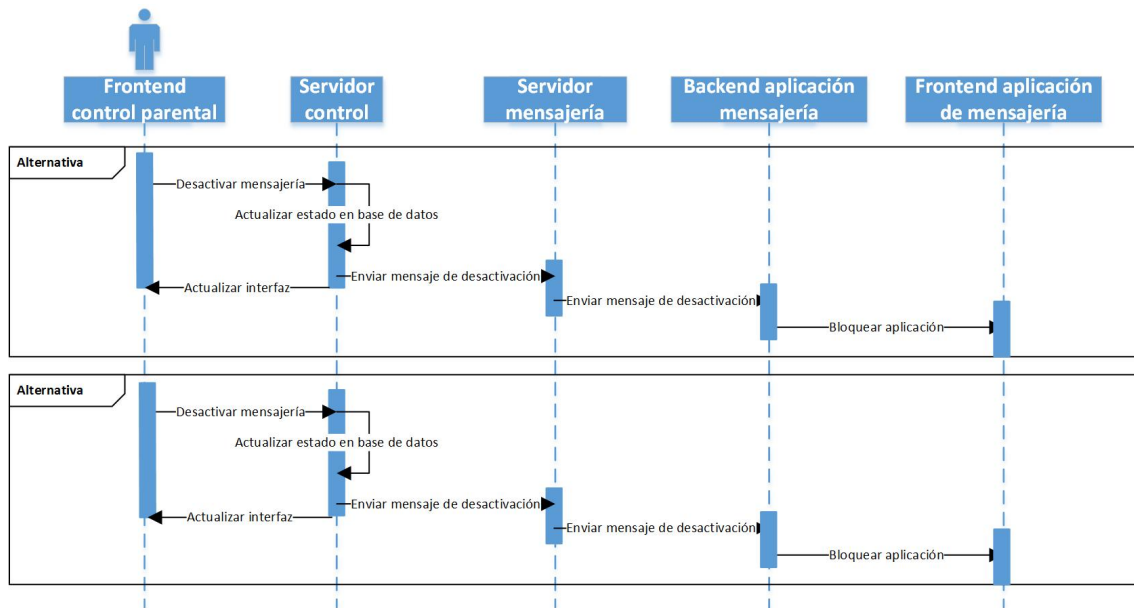 Frontend
control parental
Servidor
control
Servidor
mensajería
Backend aplicación
mensajería
Frontend aplicación
de mensajería
Alternativa
Desactivar mensajería
Actualizar estado en base de datos
Enviar mensaje de desactivación
Actualizar interfaz
Enviar mensaje de desactivación
Bloquear aplicación
Alternativa
Desactivar mensajería
Actualizar estado en base de datos
Enviar mensaje de desactivación
Actualizar interfaz
Enviar mensaje de desactivación
Bloquear aplicación